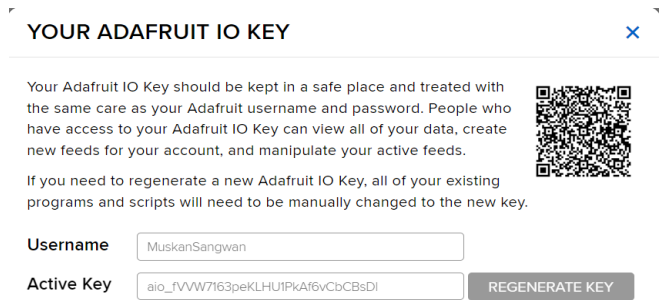 YOUR ADAFRUIT IO KEY
Your Adafruit IO Key should be kept in a safe place and treated with
the same care as your Adafruit username and password. People who
have access to your Adafruit IO Key can view all of your data, create
new feeds for your account, and manipulate your active feeds.
If you need to regenerate a new Adafruit IO Key, all of your existing
programs and scripts will need to be manually changed to the new key.
Username MuskanSangwan
Active Key REGENERATE KEY